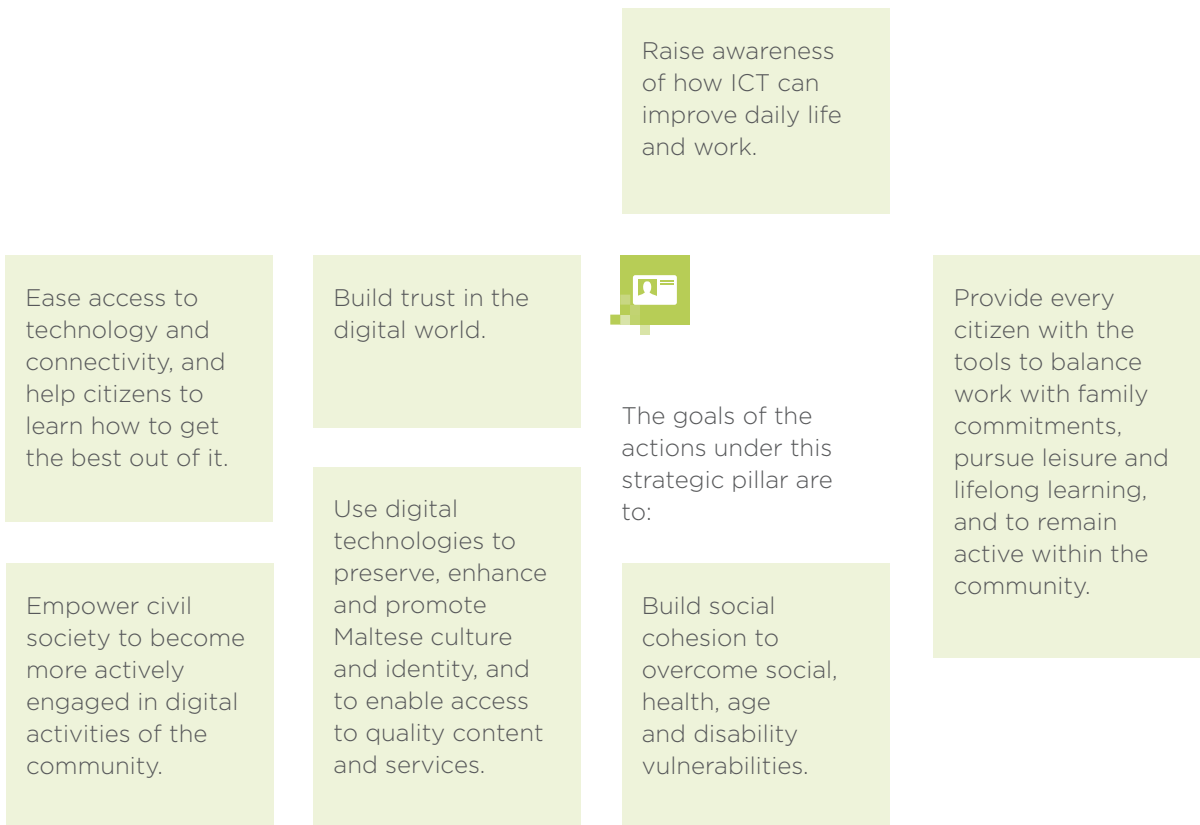 Raise awareness
of how ICT can
improve daily life
and work.
Ease access to
technology and
connectivity, and
help citizens to
learn how to get
the best out of it.
Build trust in the
digital world.
The goals of the
actions under this
strategic pillar are
to:
Provide every
citizen with the
tools to balance
work with family
commitments,
pursue leisure and
lifelong learning,
and to remain
active within the
community.
Empower civil
society to become
more actively
engaged in digital
activities of the
community.
Use digital
technologies to
preserve, enhance
and promote
Maltese culture
and identity, and
to enable access
to quality content
and services.
Build social
cohesion to
overcome social,
health, age
and disability
vulnerabilities.